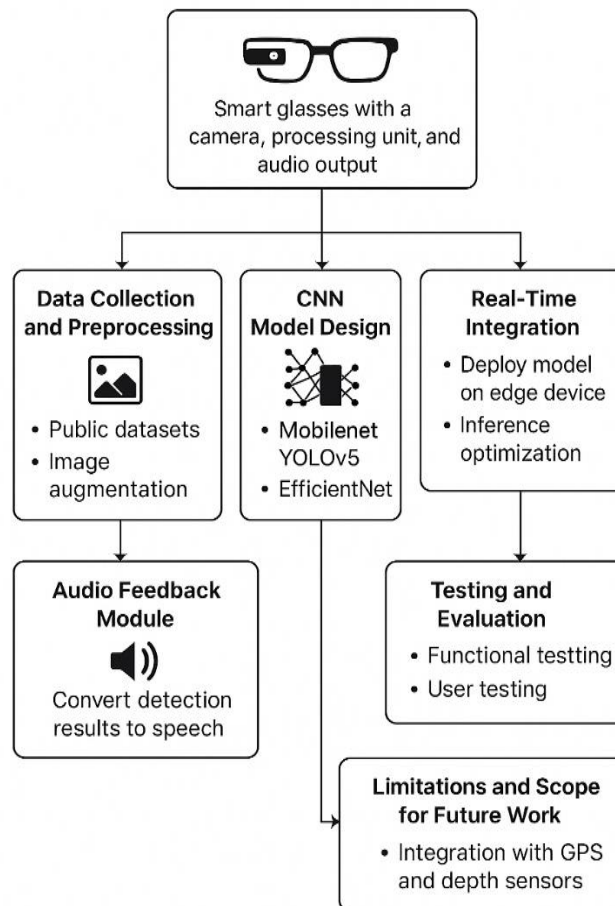 Smart glasses with a
camera, processing unit, and
audio output
Data Collection
and Preprocessing
• Public datasets
• Image
augmentation
CNN
Model Design
• Mobilenet
YOLOv5
• EfficientNet
Real-Time
Integration
• Deploy model
on edge device
• Inference
optimization
Audio Feedback
Module
Convert detection
results to speech
Testing and
Evaluation
• Functional testting
• User testing
Limitations and Scope
for Future Work
• Integration with GPS
and depth sensors